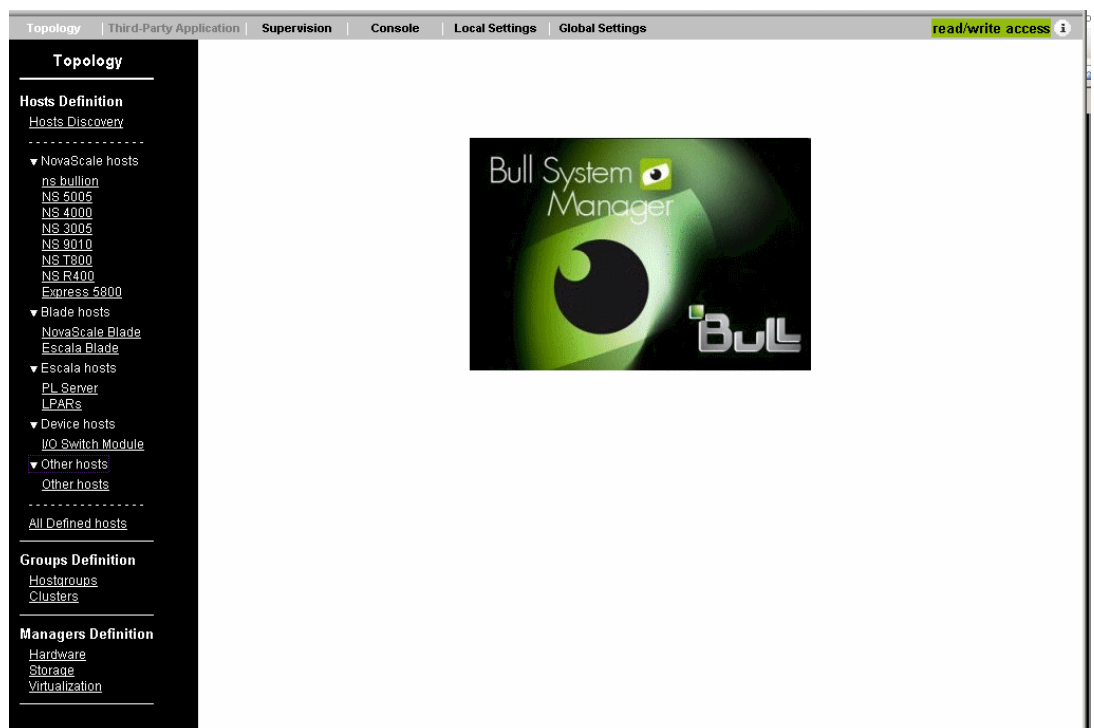 Topology | Third-Party Application | Supervision | Console | Local Settings | Global Settings read/write access i
Topology
Hosts Definition
Hosts Discovery
NovaScale hosts
ns bullion
NS 5005
NS 4000
NS 3005
NS 9010
NS T800
NS R400
Express 5800
Blade hosts
NovaScale Blade
Escala Blade
Escala hosts
PL Server
LPARs
Device hosts
I/O Switch Module
Other hosts
Other hosts
All Defined hosts
Groups Definition
Hostgroups
Clusters
Managers Definition
Hardware
Storage
Virtualization
Bull System
Manager
Bull